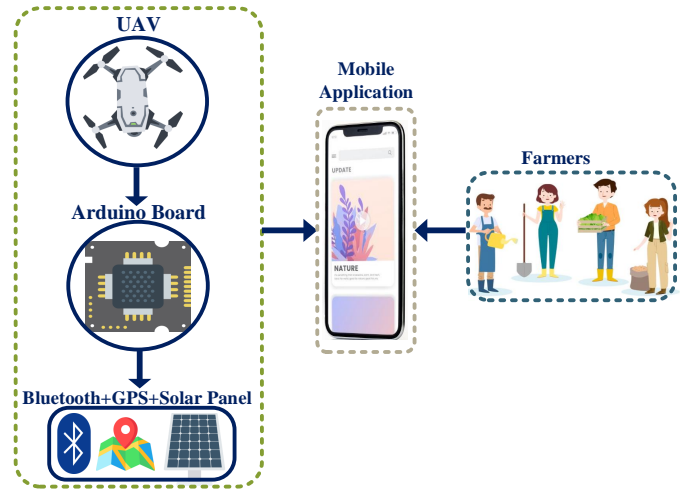 UAV
Arduino Board
Bluetooth+GPS+Solar Panel
Mobile
Application
UPDATE
NATURE
Farmers